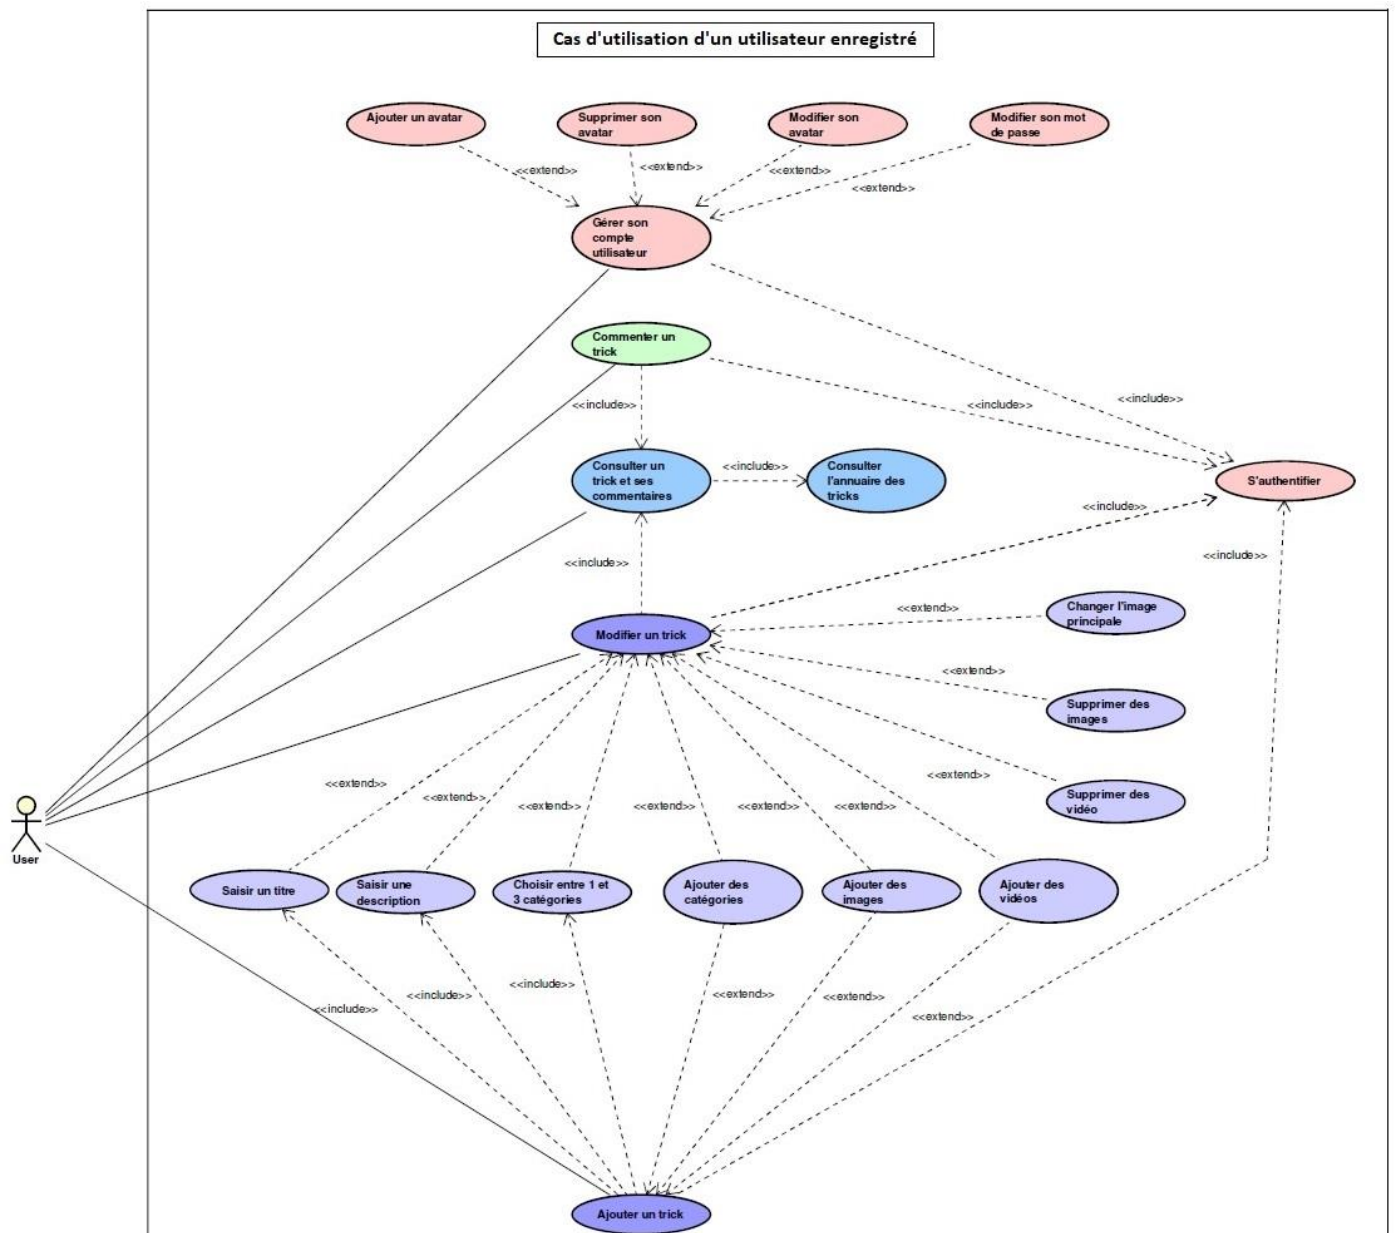 Cas d'utilisation d'un utilisateur enregistré
Ajouter un avatar
Supprimer son
avatar
Modifier son
avatar
Modifier son mot
de passe
<<extend>>
<<extend>>
<<extend>>
<<extend>>
Gérer son
compte
utilisateur
Commenter un
trick
<<include>>
<<include>>
<<include>>
Consulter un
trick et ses
commentaires
<<include>>
Consulter
l'annuaire des
tricks
S'authentifier
<<include>>
<<include>>
<<include>>
Modifier un trick
<<extend>>
Changer l'image
principale
<<extend>>
Supprimer des
images
<<extend>>
Supprimer des
vidéo
<<extend>>
<<extend>>
<<extend>>
<<extend>>
<<extend>>
<<extend>>
User
Saisir un titre
Saisir une
description
Choisir entre 1 et
3 catégories
Ajouter des
catégories
Ajouter des
images
Ajouter des
vidéos
<<include>>
<<include>>
<<include>>
<<extend>>
<<extend>>
<<extend>>
Ajouter un trick